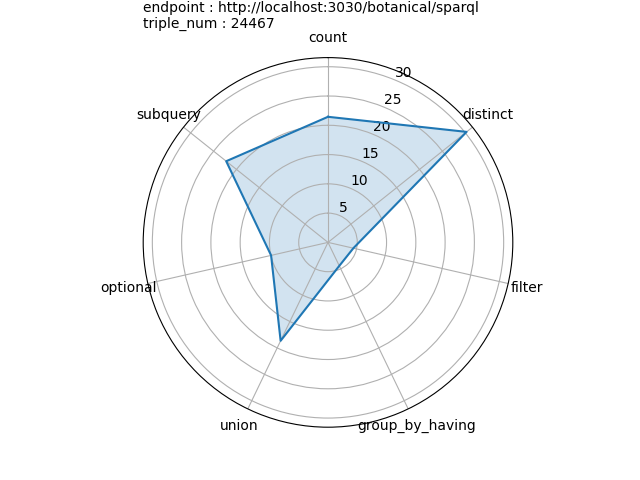 endpoint : http://localhost:3030/botanical/sparql
triple_num : 24467
count
30
25
distinct
subquery
20
15
10
5
optional
filter
union
group_by_having